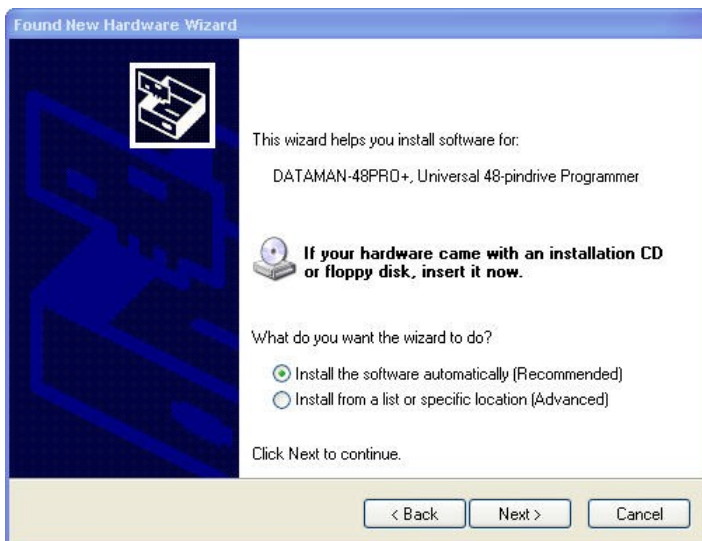 Found New Hardware Wizard
This wizard helps you install software for:
DATAMAN-48PRO+, Universal 48-pindrive Programmer
If your hardware came with an installation CD
or floppy disk, insert it now.
What do you want the wizard to do?
Install the software automatically (Recommended)
Install from a list or specific location (Advanced)
Click Next to continue.
< Back Next > Cancel